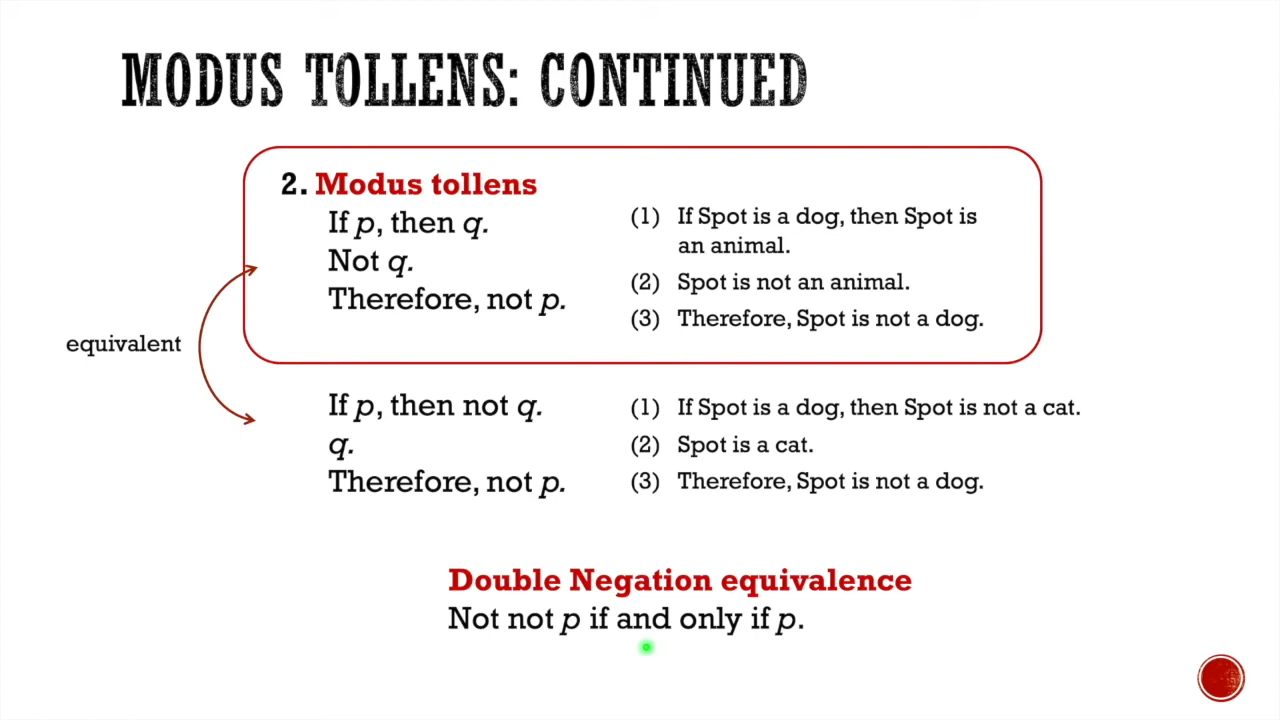 MODUS TOLLENS: CONTINUED
2. Modus tollens
If p, then q.
Not q.
Therefore, not p.
(1) If Spot is a dog, then Spot is
an animal.
(2) Spot is not an animal.
(3) Therefore, Spot is not a dog.
equivalent
If p, then not q.
q.
Therefore, not p.
(1) If Spot is a dog, then Spot is not a cat.
(2) Spot is a cat.
(3) Therefore, Spot is not a dog.
Double Negation equivalence
Not not p if and only if p.